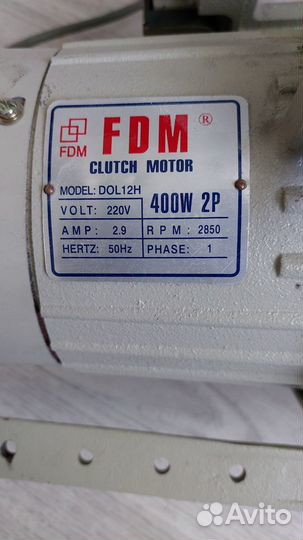 FDM ®
FDM
CLUTCH MOTOR
MODEL: DOL12H
400W 2P
VOLT: 220V
AMP: 2.9 RPM: 2850
HERTZ: 50Hz PHASE: 1
Avito